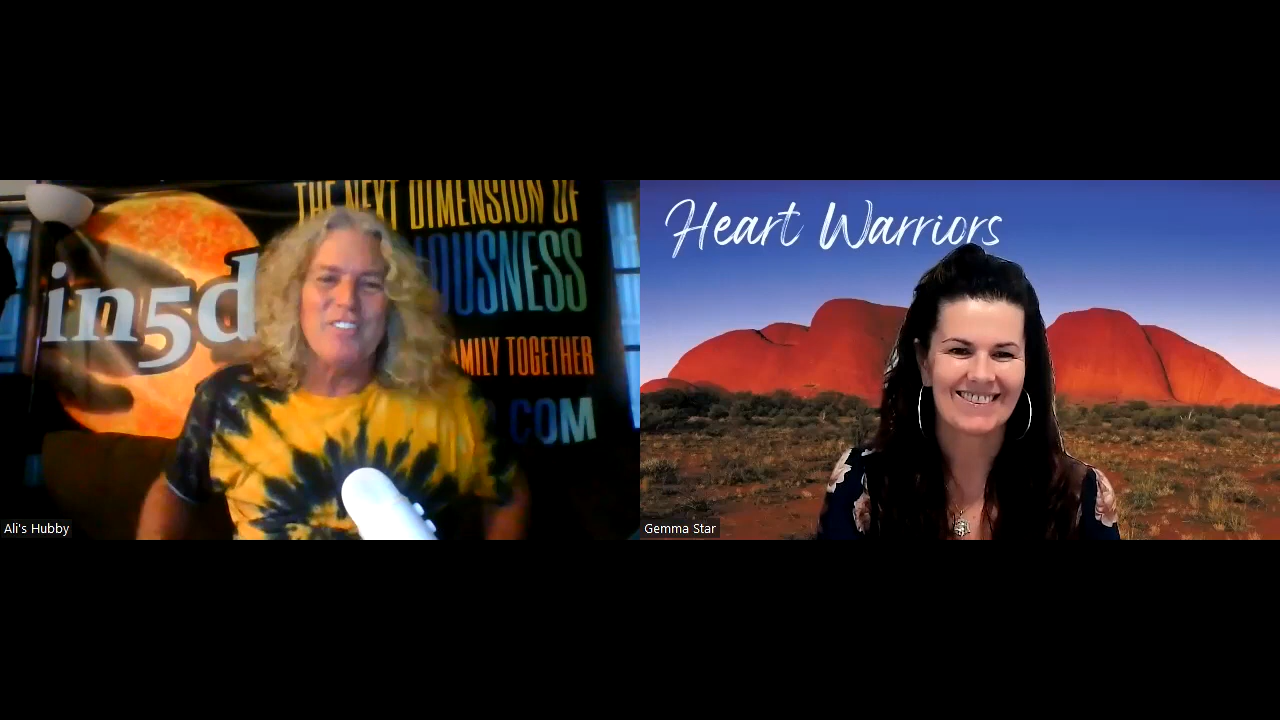 THE NEXT DIMENSION OF
OUSNESS
in5d
AMILY TOGETHER
COM
Ali's Hubby
Heart Warriors
Gemma Star